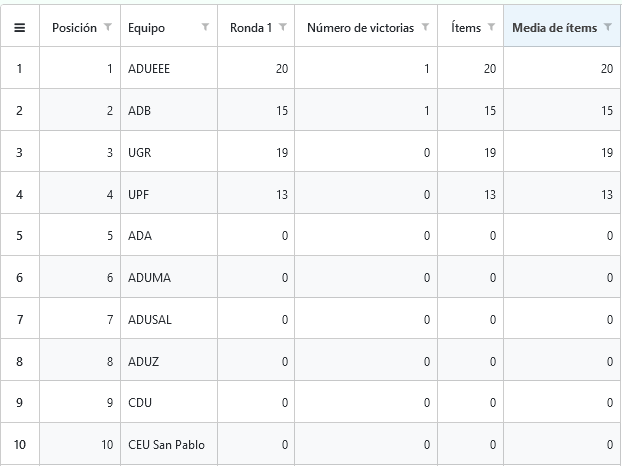 Posición Equipo Ronda 1 Número de victorias Ítems Media de ítems
1 1 ADUEEE 20 1 20 20
2 2 ADB 15 1 15 15
3 3 UGR 19 0 19 19
4 4 UPF 13 0 13 13
5 5 ADA 0 0 0 0
6 6 ADUMA 0 0 0 0
7 7 ADUSAL 0 0 0 0
8 8 ADUZ 0 0 0 0
9 9 CDU 0 0 0 0
10 10 CEU San Pablo 0 0 0 0